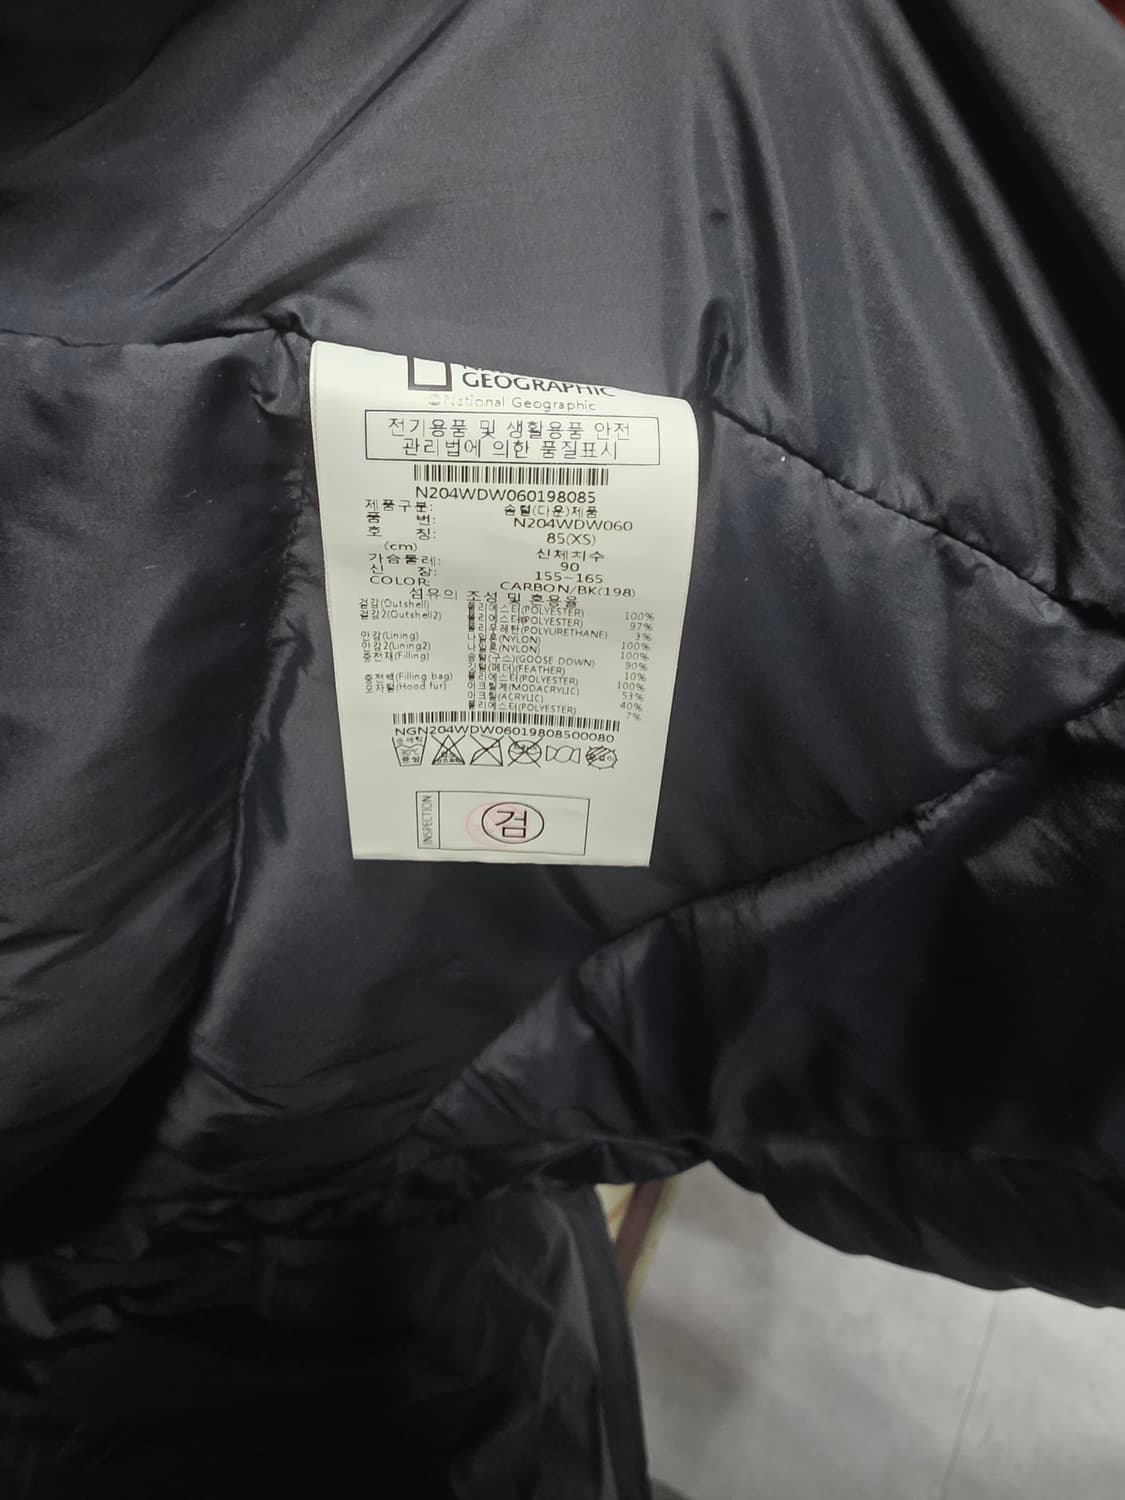 GEOGRAPHIC
© National Geographic
전기용품 및 생활용품 안전
관리법에 의한 품질표시
N204WDW060198085
제품구분: 솜털(다운)제품
품 번: N204WDW060
호 칭: 85(XS)
(cm) 신체치수
가슴둘레: 90
신 장: 155~165
COLOR: CARBON/BK(198)
섬유의 조성 및 혼용율
겉감(Outshell) 폴리에스터(POLYESTER) 100%
겉감2(Outshell2) 폴리에스터(POLYESTER) 97%
폴리우레탄(POLYURETHANE) 3%
안감(Lining) 나일론(NYLON) 100%
안감2(Lining2) 나일론(NYLON) 100%
충전재(Filling) 솜털(구스)(GOOSE DOWN) 90%
깃털(페더)(FEATHER) 10%
충전백(Filling bag) 폴리에스터(POLYESTER) 100%
모자털(Hood fur) 아크릴계(MODACRYLIC) 53%
아크릴(ACRYLIC) 40%
폴리에스터(POLYESTER) 7%
NGN204WDW06019808500080
30℃
중성
INSPECTION
검